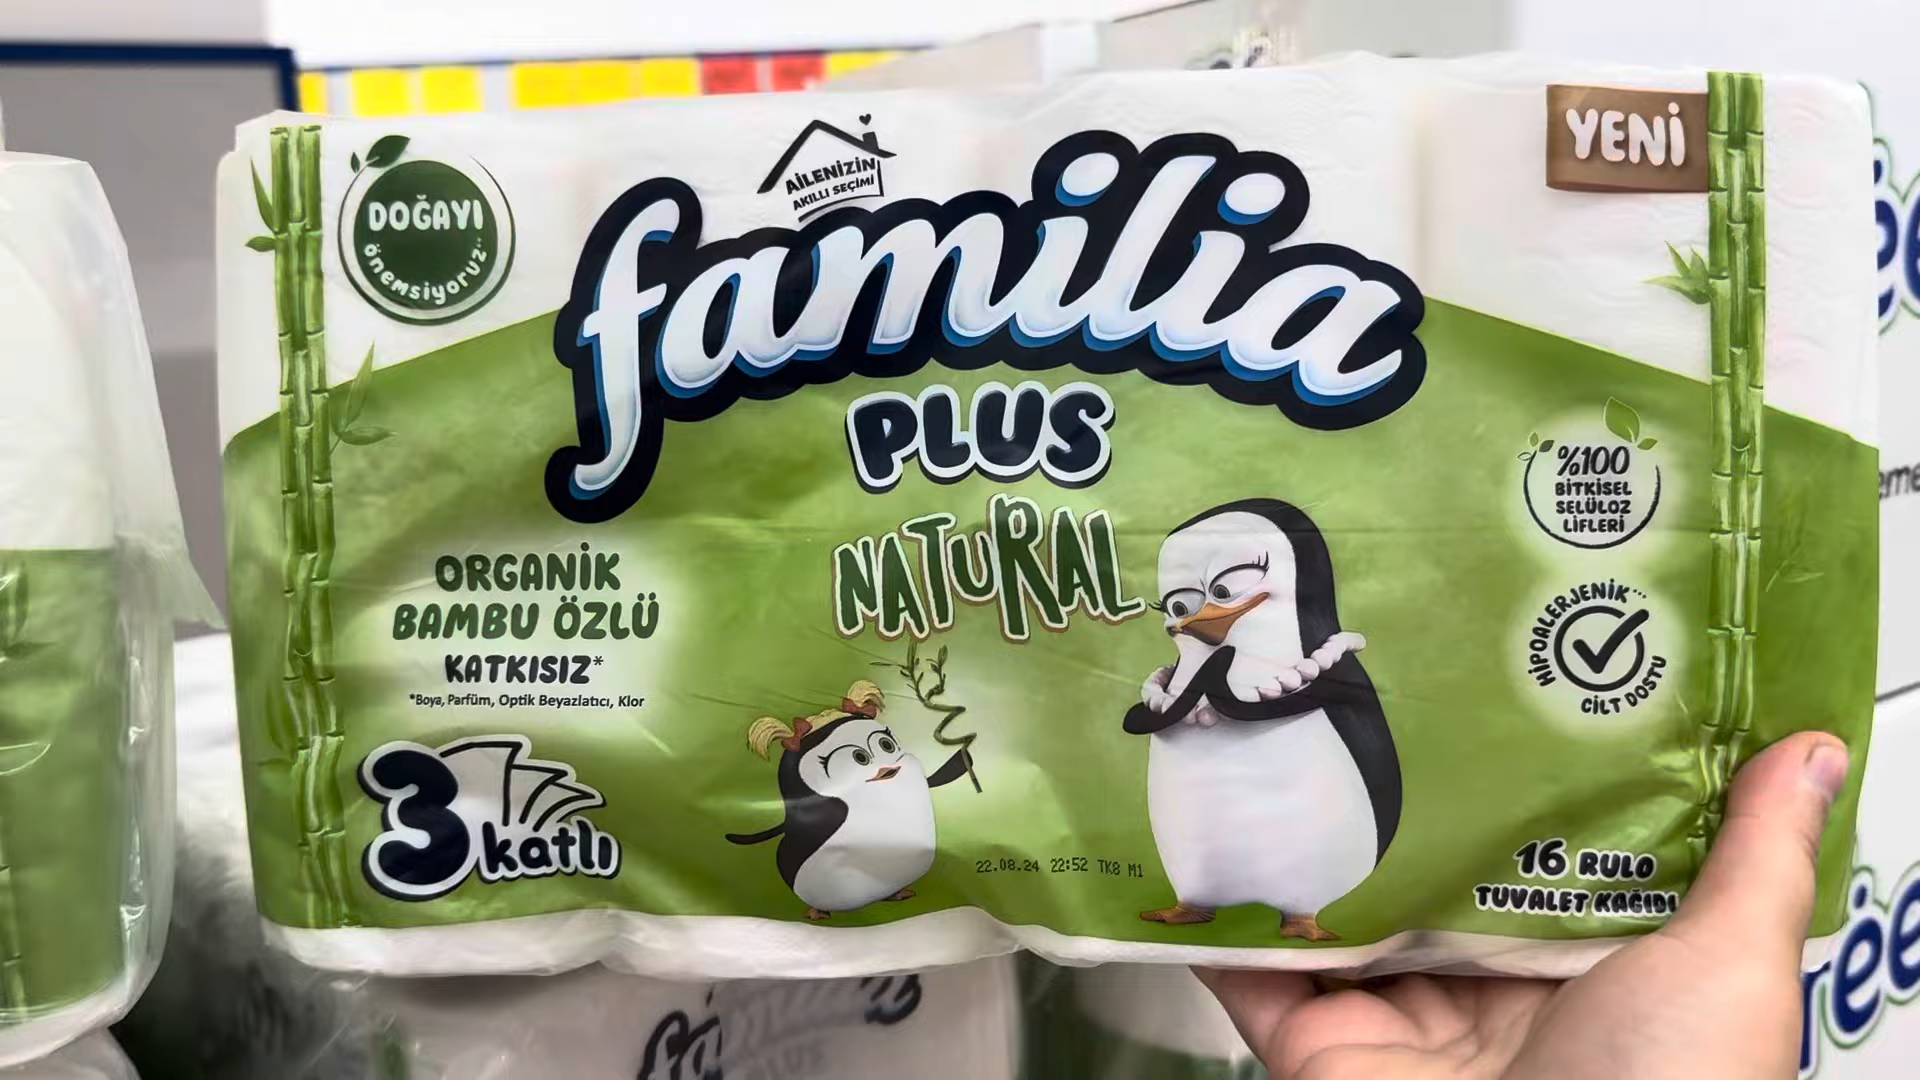 YENİ
AİLENİZİN
AKILLI SEÇİMİ
DOĞAYI
önemsiyoruz..
familia
PLUS
NATURAL
%100
BİTKİSEL
SELÜLOZ
LİFLERİ
ORGANİK
BAMBU ÖZLÜ
KATKISIZ*
*Boya, Parfüm, Optik Beyazlatıcı, Klor
HİPOALERJENİK...
CİLT DOSTU
3 katlı
22.08.24 22:52 TK8 M1
16 RULO
TUVALET KAĞIDI